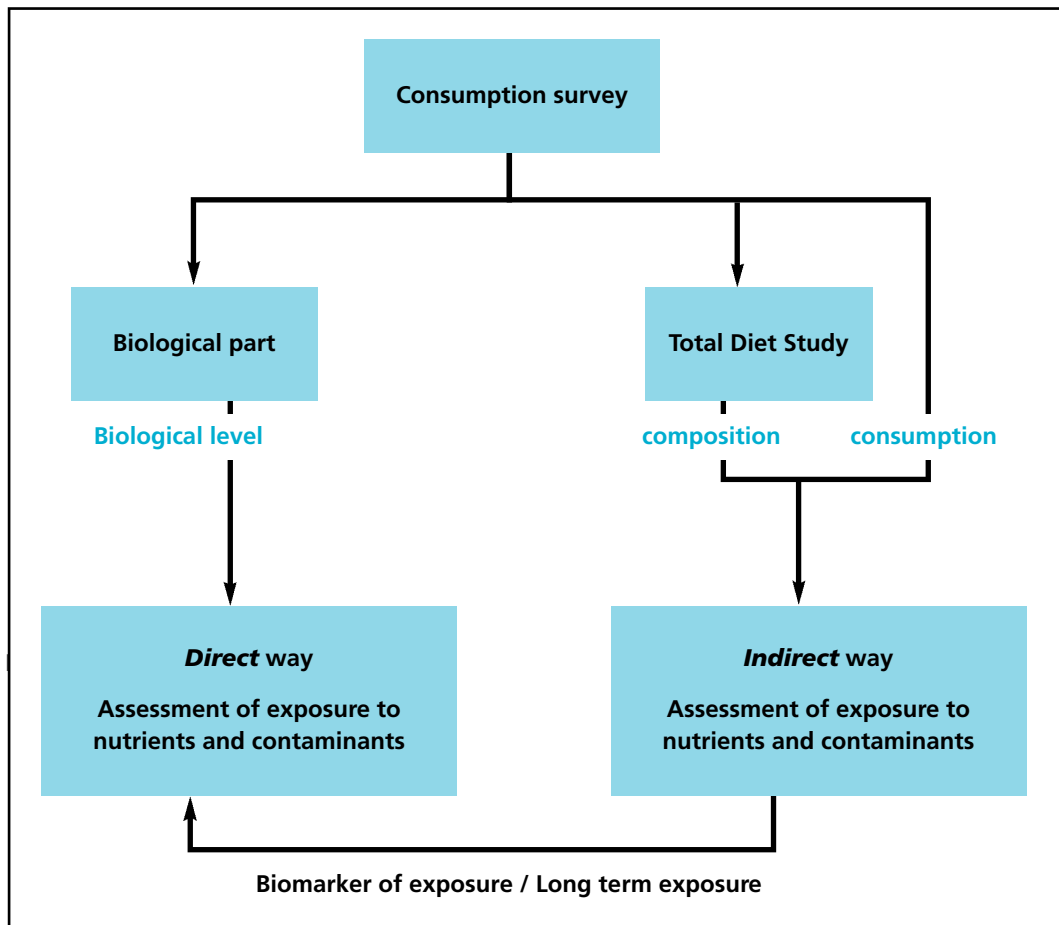 Consumption survey
Biological part
Total Diet Study
Biological level
composition
consumption
Direct way
Assessment of exposure to
nutrients and contaminants
Indirect way
Assessment of exposure to
nutrients and contaminants
Biomarker of exposure / Long term exposure